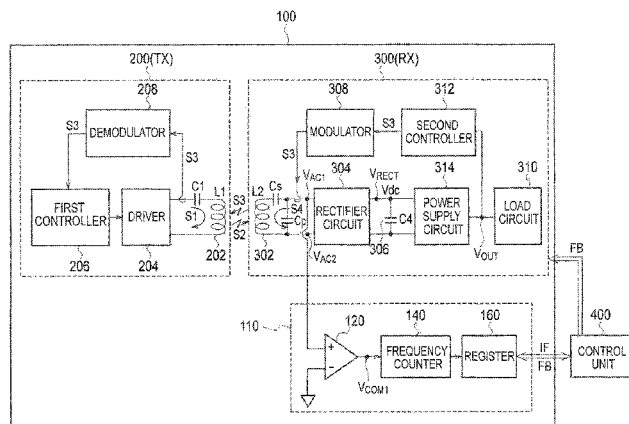 100
200(TX)
300(RX)
208
308
312
DEMODULATOR
MODULATOR
SECOND CONTROLLER
S3
S3
S3
S3
304
314
310
VAC1
VRECT
C1
L1
S3
L2
Cs
S4
Vdc
FIRST CONTROLLER
DRIVER
S1
S2
Cp
RECTIFIER CIRCUIT
C4
POWER SUPPLY CIRCUIT
LOAD CIRCUIT
206
204
202
302
VAC2
306
VOUT
FB
110
120
140
160
400
+
-
VCOM1
FREQUENCY COUNTER
REGISTER
IF
FB
CONTROL UNIT